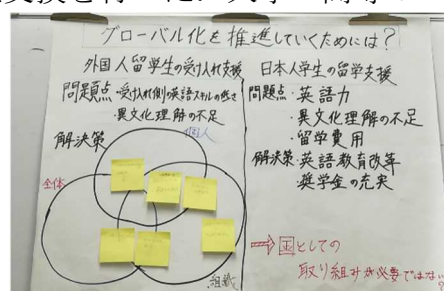 グローバル化を推進していくためには?
外国人留学生の受け入れ支援
問題点・受け入れ側の英語スキルの低さ
・異文化理解の不足
解決策
個人
全体
組織
日本人学生の留学支援
問題点・英語力
・異文化理解の不足
・留学費用
解決策・英語教育改革
・奨学金の充実
⇒国としての
取り組みが必要ではない?